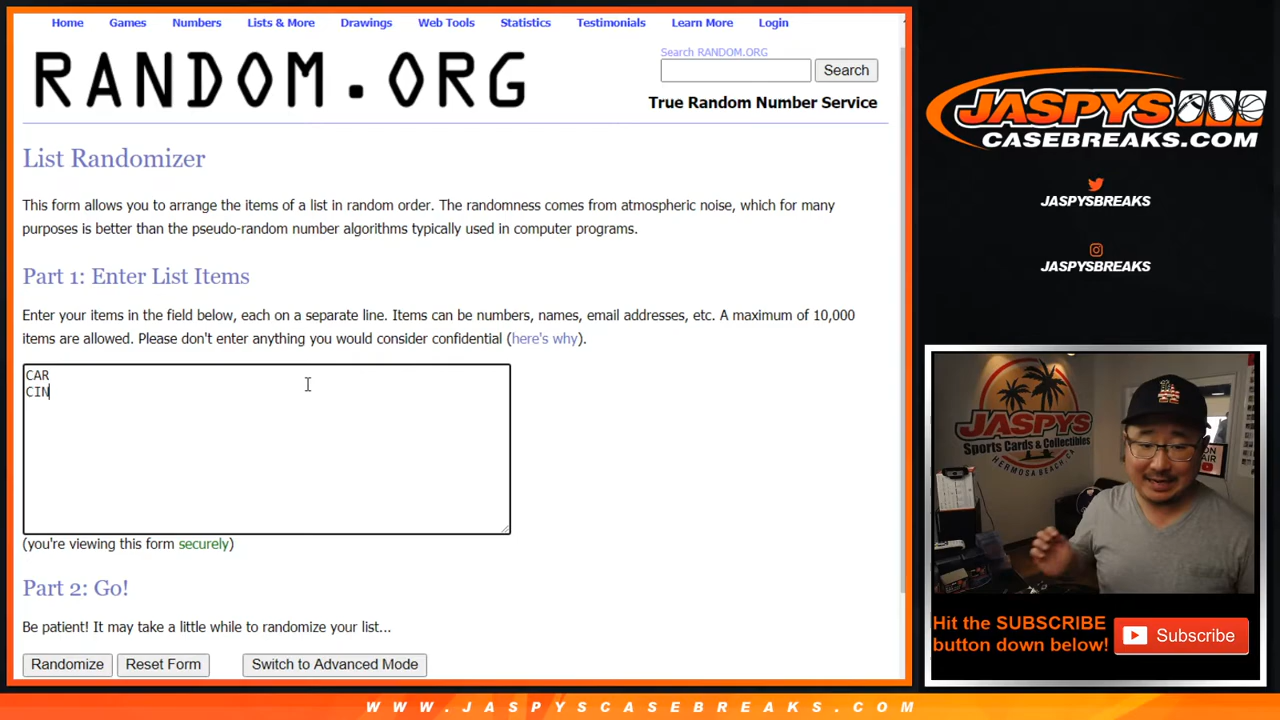 Home Games Numbers Lists & More Drawings Web Tools Statistics Testimonials Learn More Login
RANDOM.ORG
Search RANDOM.ORG
Search
True Random Number Service
List Randomizer
This form allows you to arrange the items of a list in random order. The randomness comes from atmospheric noise, which for many
purposes is better than the pseudo-random number algorithms typically used in computer programs.
Part 1: Enter List Items
Enter your items in the field below, each on a separate line. Items can be numbers, names, email addresses, etc. A maximum of 10,000
items are allowed. Please don't enter anything you would consider confidential (here's why).
CAR
CIN
(you're viewing this form securely)
Part 2: Go!
Be patient! It may take a little while to randomize your list...
Randomize Reset Form Switch to Advanced Mode
JASPYS
CASEBREAKS.COM
JASPYSBREAKS
JASPYSBREAKS
JASPYS
Sports Cards & Collectibles
HERMOSA BEACH, CA
ON
AIR
Hit the SUBSCRIBE
button down below!
Subscribe
WWW.JASPYSCASEBREAKS.COM